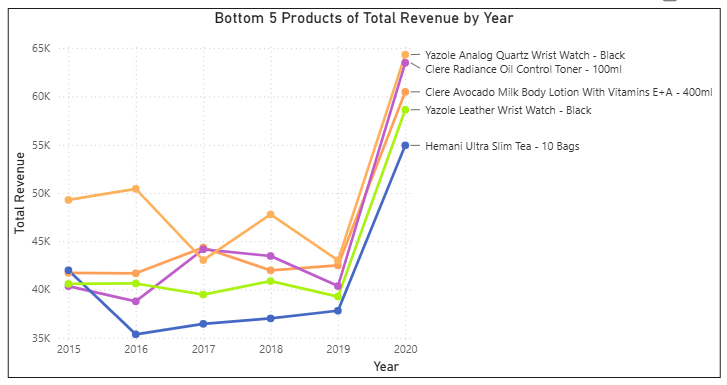 Bottom 5 Products of Total Revenue by Year
65K
60K
55K
50K
45K
40K
35K
Total Revenue
Yazole Analog Quartz Wrist Watch - Black
Clere Radiance Oil Control Toner - 100ml
Clere Avocado Milk Body Lotion With Vitamins E+A - 400ml
Yazole Leather Wrist Watch - Black
Hemani Ultra Slim Tea - 10 Bags
2015 2016 2017 2018 2019 2020
Year